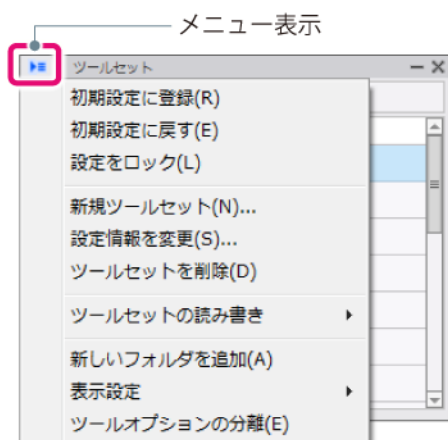 メニュー表示
ツールセット
初期設定に登録(R)
初期設定に戻す(E)
設定をロック(L)
新規ツールセット(N)...
設定情報を変更(S)...
ツールセットを削除(D)
ツールセットの読み書き
新しいフォルダを追加(A)
表示設定
ツールオプションの分離(E)